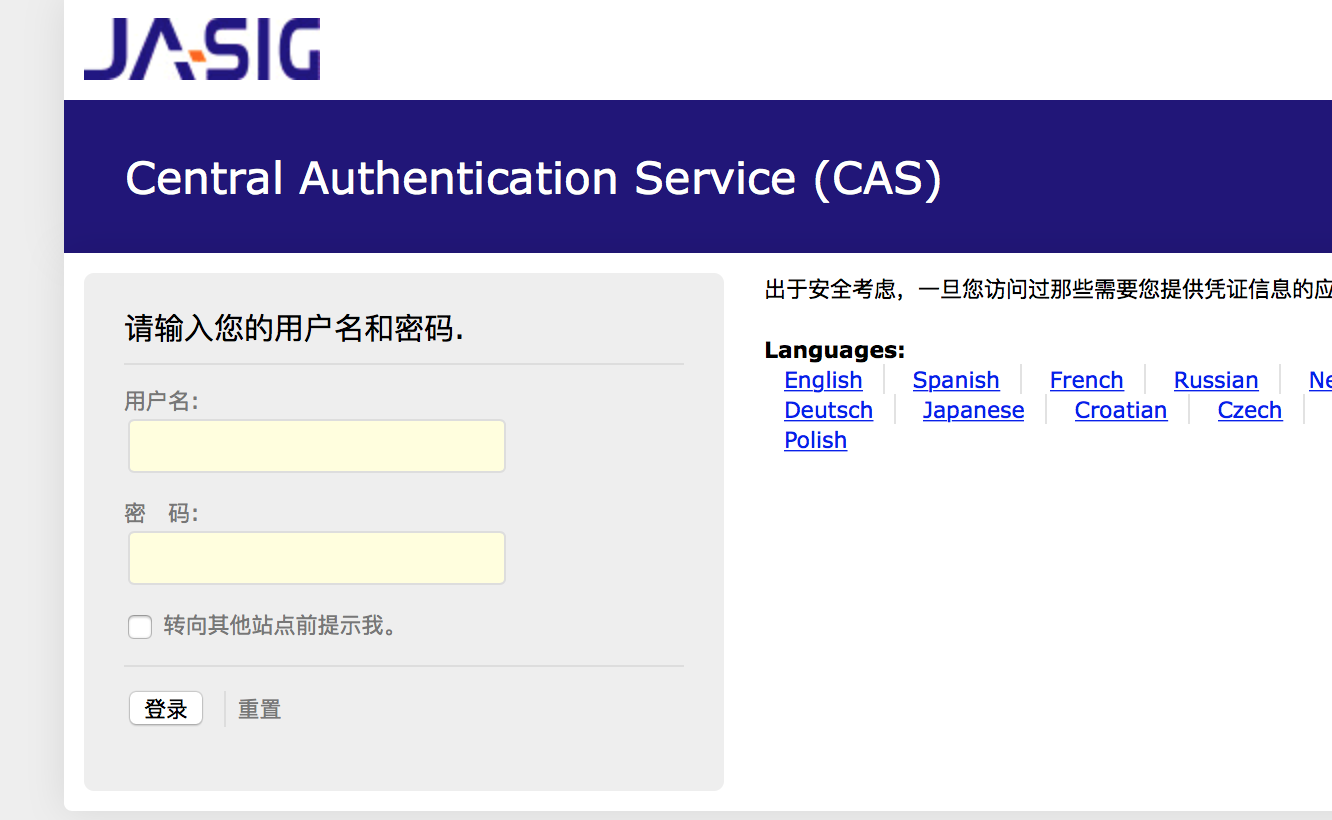 JA-SIG
Central Authentication Service (CAS)
请输入您的用户名和密码.
用户名:
密 码:
转向其他站点前提示我。
登录
重置
出于安全考虑，一旦您访问过那些需要您提供凭证信息的应
Languages:
English Spanish French Russian Ne
Deutsch Japanese Croatian Czech
Polish